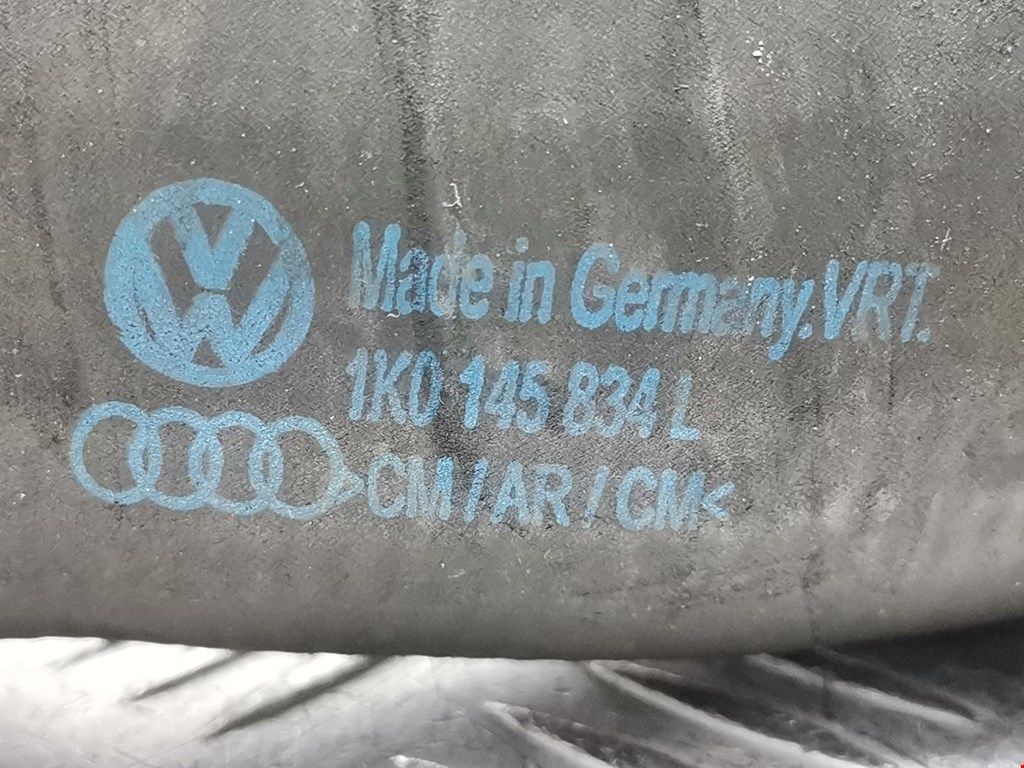 Made in Germany.VRT.
1K0 145 834 L
>CM/AR/CM<